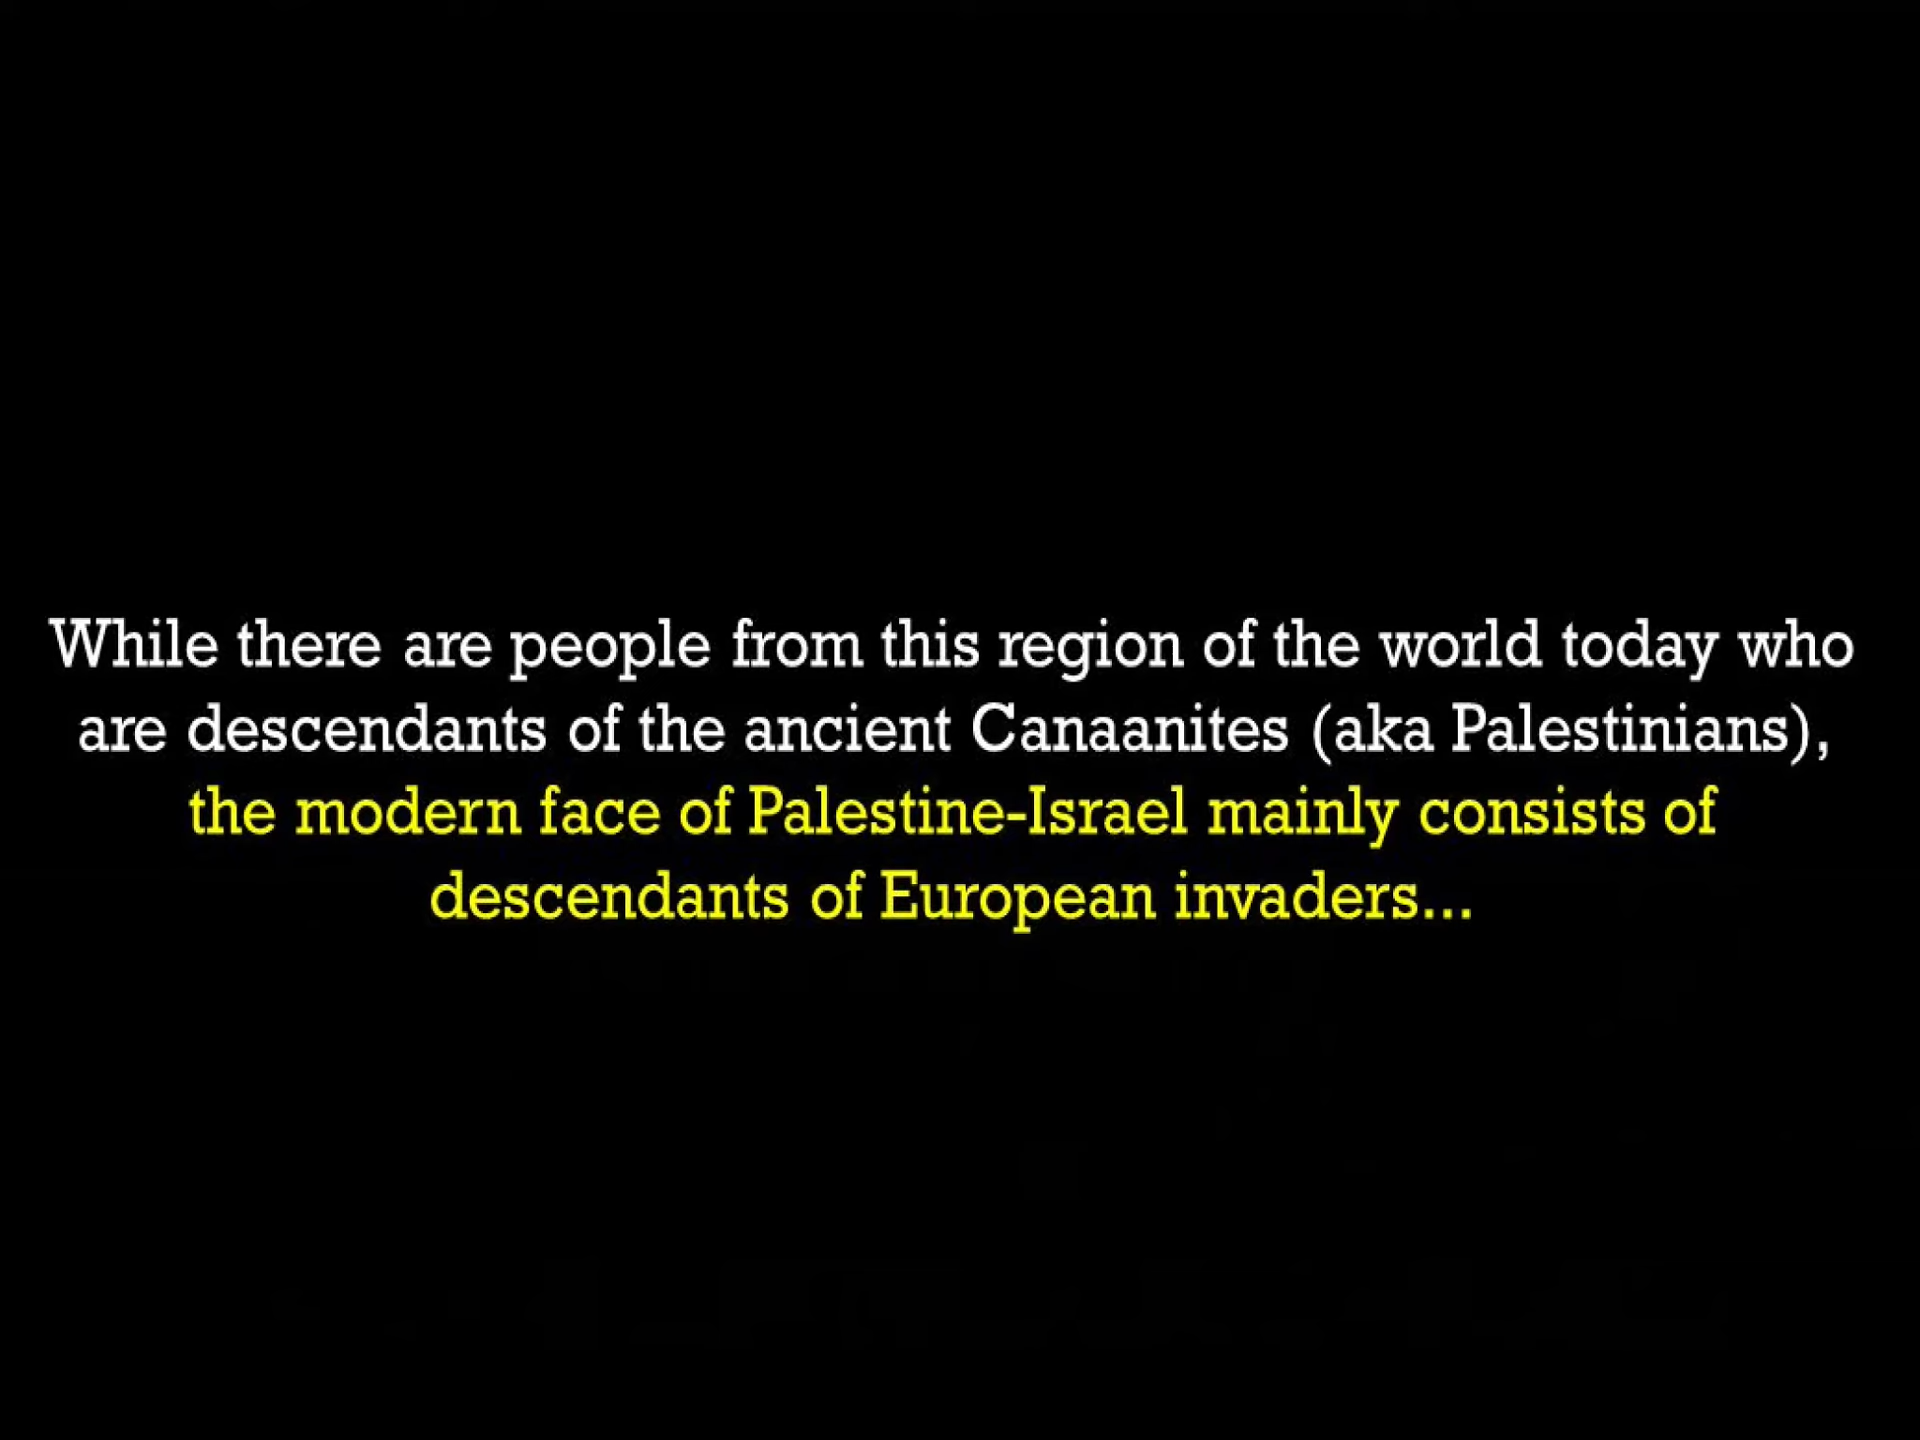 While there are people from this region of the world today who
are descendants of the ancient Canaanites (aka Palestinians),
the modern face of Palestine-Israel mainly consists of
descendants of European invaders...